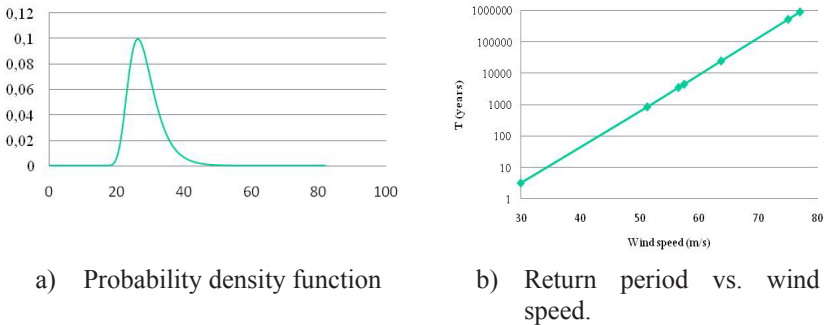 0,12
0,1
0,08
0,06
0,04
0,02
0
0 20 40 60 80 100
a) Probability density function
1000000
100000
10000
1000
100
10
1
T (years)
30 40 50 60 70 80
Wind speed (m/s)
b) Return period vs. wind
speed.